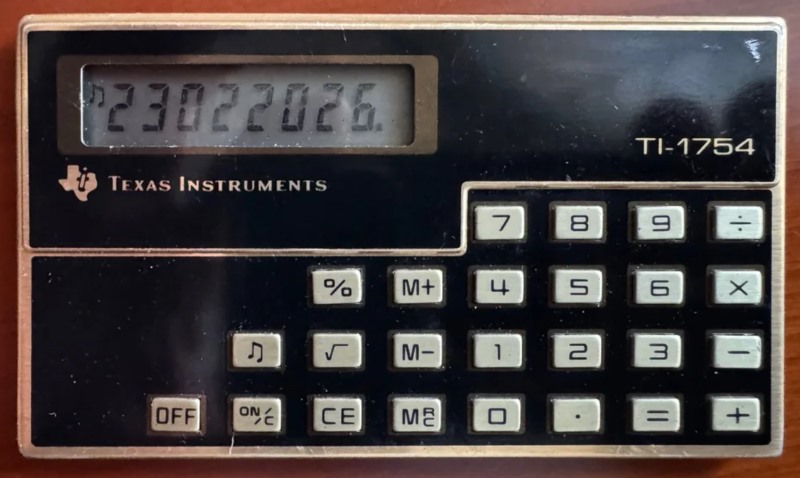 ♫23022026.
TI-1754
TEXAS INSTRUMENTS
7 8 9 ÷
% M+ 4 5 6 X
♫ √ M− 1 2 3 −
OFF ON/C CE MRC 0 · = +